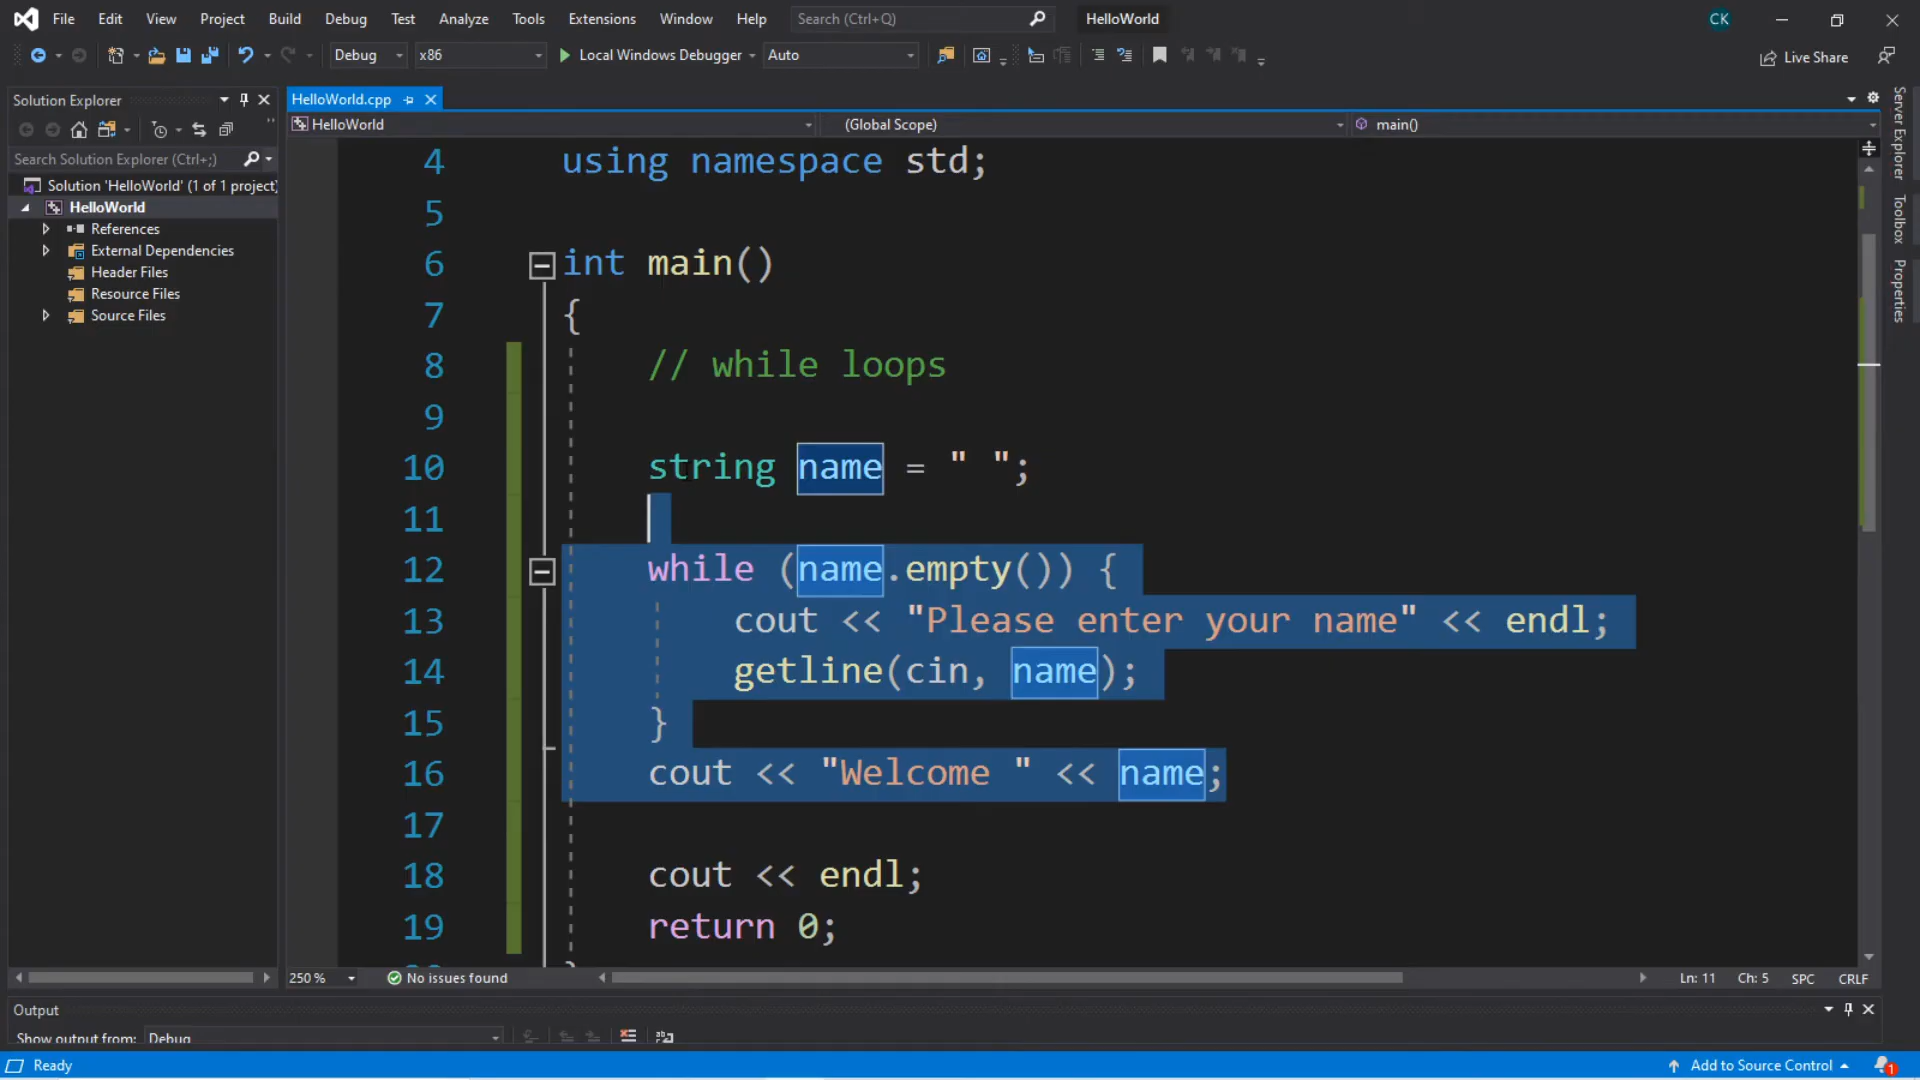 File Edit View Project Build Debug Test Analyze Tools Extensions Window Help Search (Ctrl+Q) HelloWorld CK
Debug x86 Local Windows Debugger Auto Live Share
Solution Explorer
Search Solution Explorer (Ctrl+;)
Solution 'HelloWorld' (1 of 1 project)
HelloWorld
References
External Dependencies
Header Files
Resource Files
Source Files
HelloWorld.cpp
HelloWorld (Global Scope) main()
4 using namespace std;
5
6 int main()
7 {
8 // while loops
9
10 string name = " ";
11
12 while (name.empty()) {
13 cout << "Please enter your name" << endl;
14 getline(cin, name);
15 }
16 cout << "Welcome " << name;
17
18 cout << endl;
19 return 0;
250 % No issues found Ln: 11 Ch: 5 SPC CRLF
Server Explorer
Toolbox
Properties
Output
Show output from: Debug
Ready Add to Source Control 1